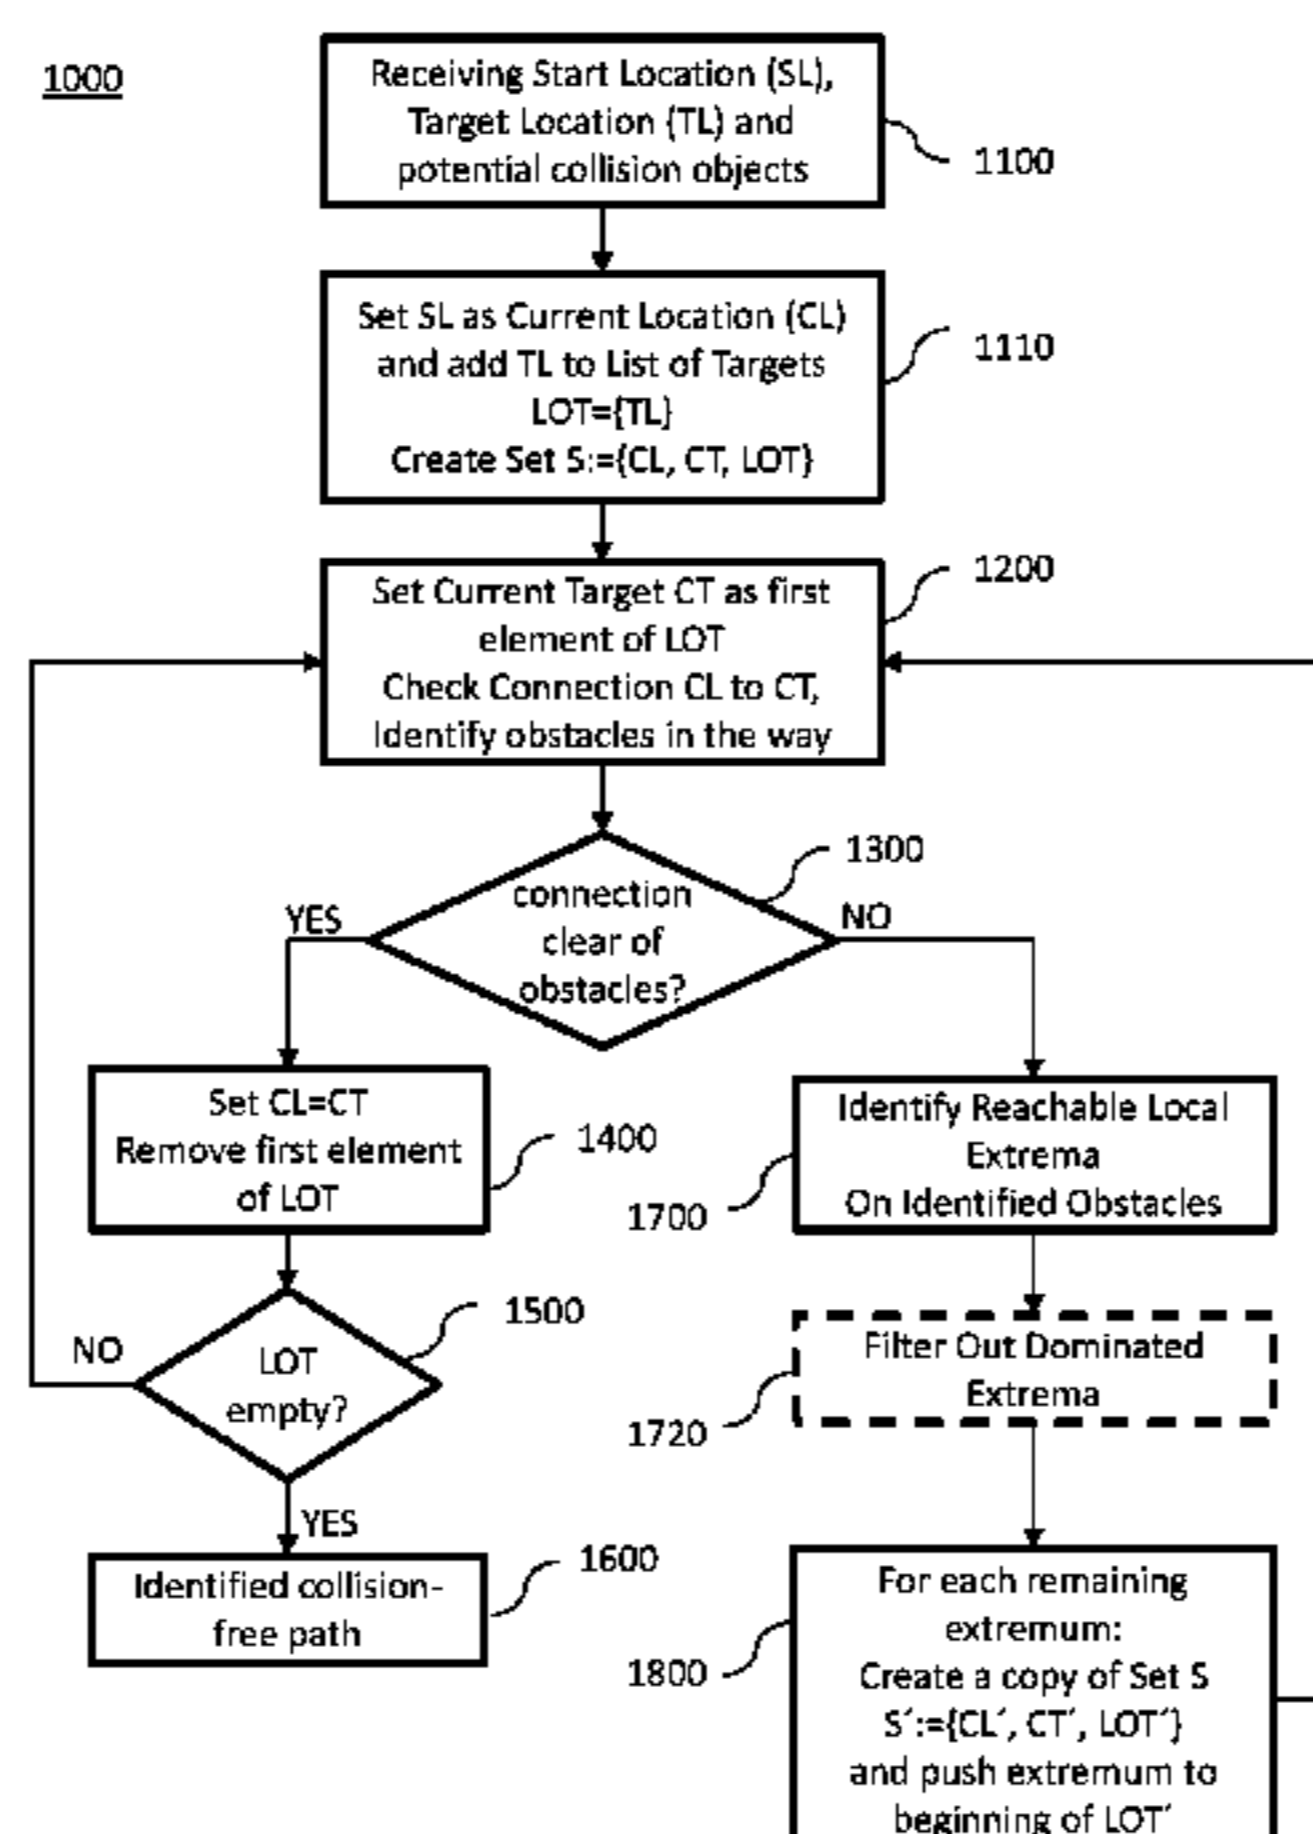 1000
Receiving Start Location (SL),
Target Location (TL) and
potential collision objects
1100
Set SL as Current Location (CL)
and add TL to List of Targets
LOT={TL}
Create Set S:={CL, CT, LOT}
1110
Set Current Target CT as first
element of LOT
Check Connection CL to CT,
Identify obstacles in the way
1200
connection
clear of
obstacles?
1300
YES
NO
Set CL=CT
Remove first element
of LOT
1400
Identify Reachable Local
Extrema
On Identified Obstacles
1700
LOT
empty?
1500
NO
YES
Filter Out Dominated
Extrema
1720
Identified collision-
free path
1600
For each remaining
extremum:
Create a copy of Set S
S´:={CL´, CT´, LOT´}
and push extremum to
beginning of LOT´
1800